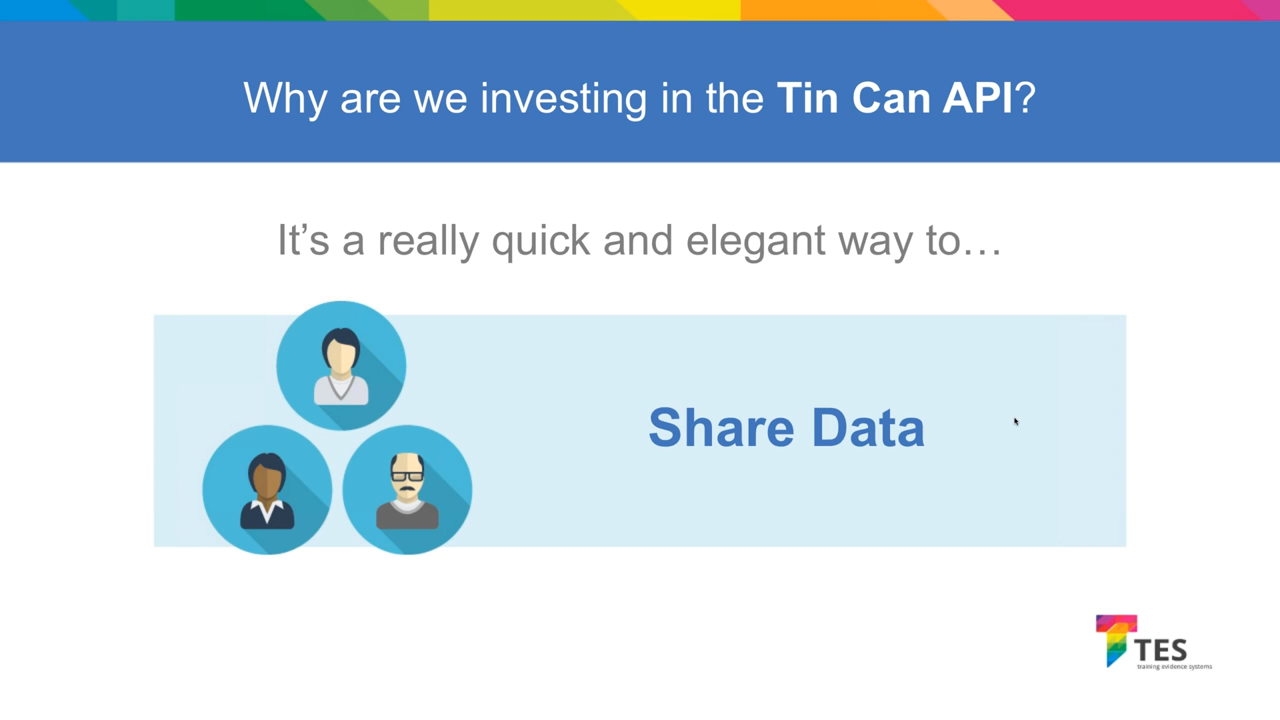 Why are we investing in the Tin Can API?
It’s a really quick and elegant way to…
Share Data
TES
training evidence systems